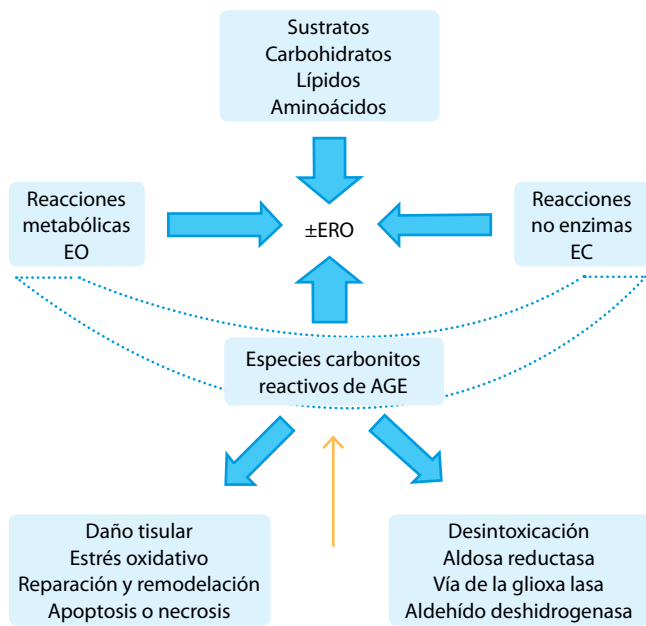 Sustratos
Carbohidratos
Lípidos
Aminoácidos
Reacciones
metabólicas
EO
±ERO
Reacciones
no enzimas
EC
Especies carbonitos
reactivos de AGE
Daño tisular
Estrés oxidativo
Reparación y remodelación
Apoptosis o necrosis
Desintoxicación
Aldosa reductasa
Vía de la glioxa lasa
Aldehído deshidrogenasa